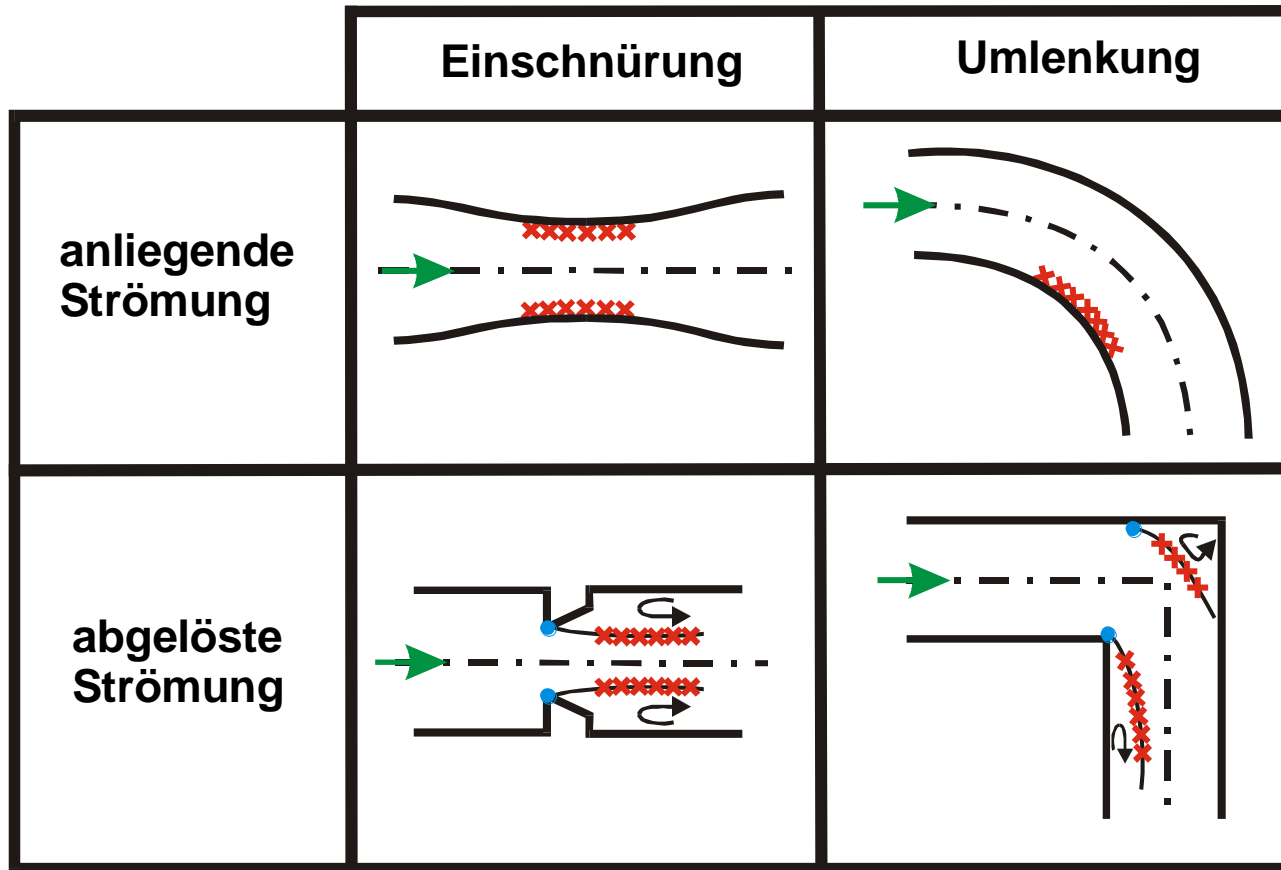 Einschnürung
Umlenkung
anliegende
Strömung
abgelöste
Strömung